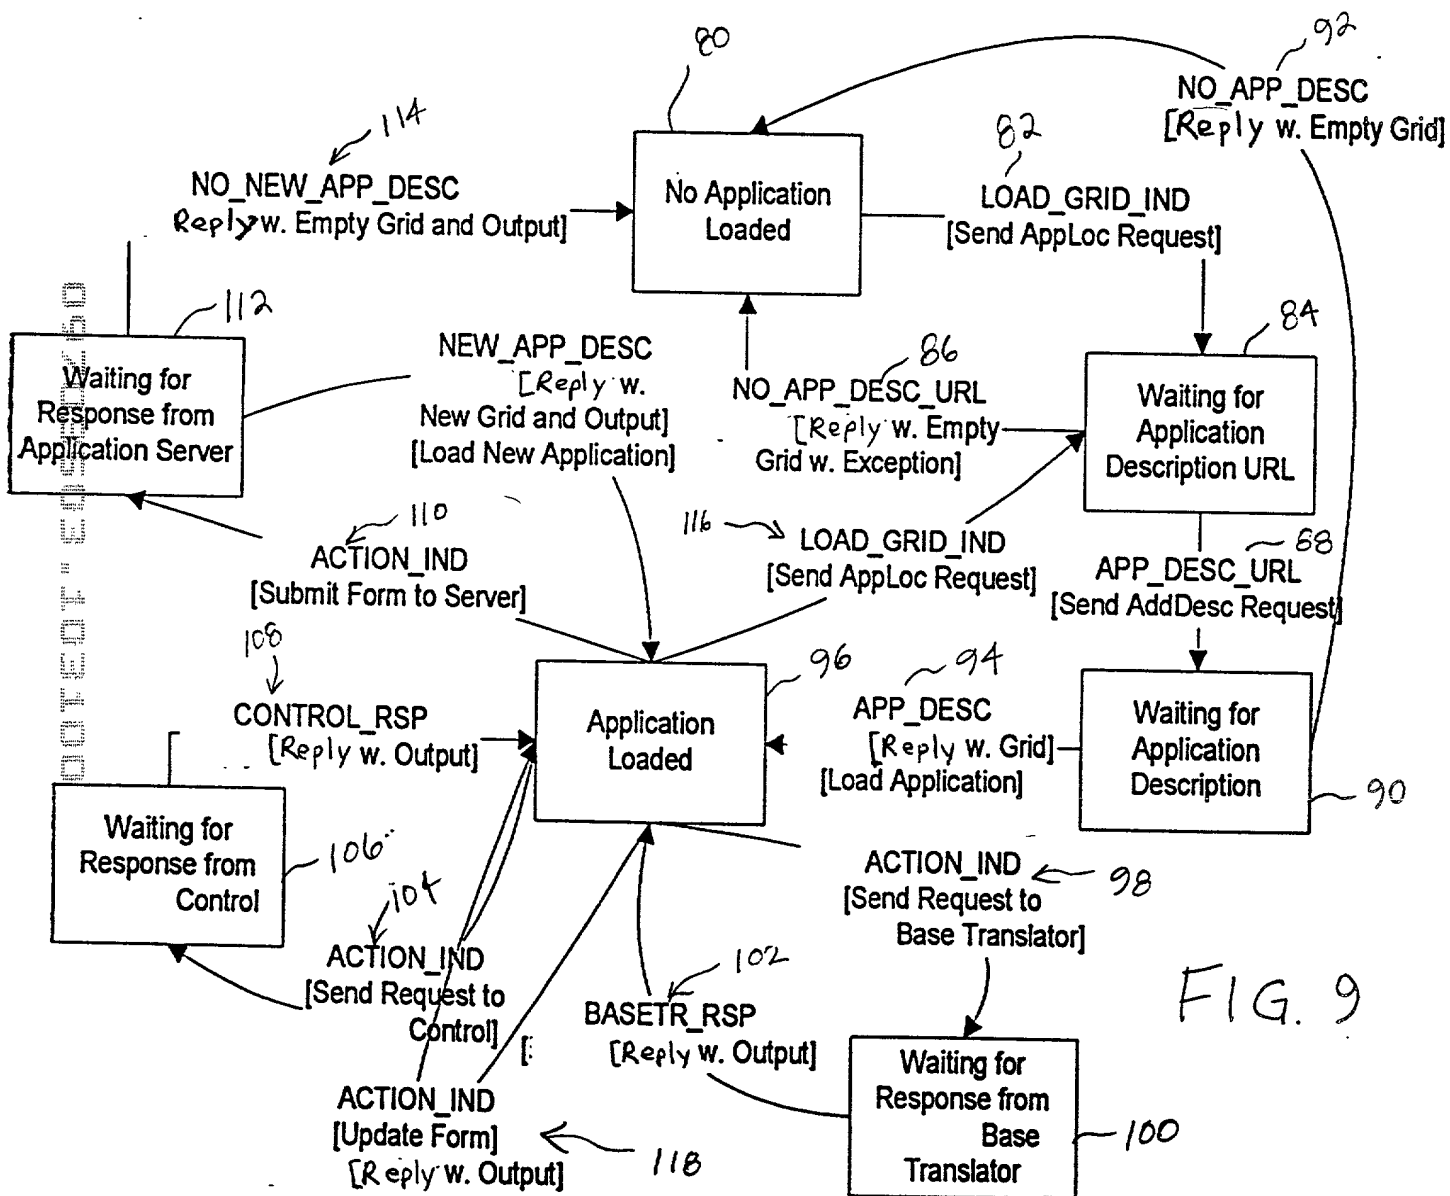 80
92
NO_APP_DESC
[Reply w. Empty Grid]
114
NO_NEW_APP_DESC
Reply w. Empty Grid and Output]
No Application
Loaded
82
LOAD_GRID_IND
[Send AppLoc Request]
112
Waiting for
Response from
Application Server
NEW_APP_DESC
[Reply w.
New Grid and Output]
[Load New Application]
86
NO_APP_DESC_URL
[Reply w. Empty
Grid w. Exception]
84
Waiting for
Application
Description URL
110
ACTION_IND
[Submit Form to Server]
116
LOAD_GRID_IND
[Send AppLoc Request]
88
APP_DESC_URL
[Send AddDesc Request]
108
CONTROL_RSP
[Reply w. Output]
96
Application
Loaded
94
APP_DESC
[Reply w. Grid]
[Load Application]
Waiting for
Application
Description
90
Waiting for
Response from
Control
106
104
ACTION_IND
[Send Request to
Control]
ACTION_IND
[Send Request to
Base Translator]
98
102
BASETR_RSP
[Reply w. Output]
[:
ACTION_IND
[Update Form]
[Reply w. Output]
118
Waiting for
Response from
Base
Translator
100
FIG. 9